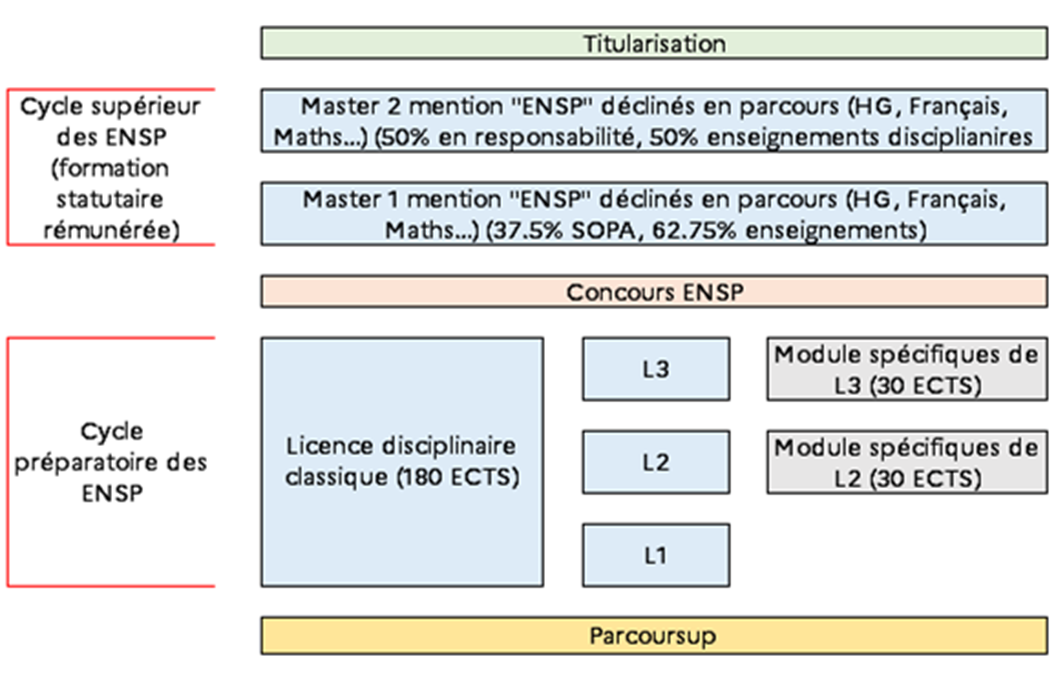 Titularisation
Cycle supérieur
des ENSP
(formation
statutaire
rémunérée)
Master 2 mention "ENSP" déclinés en parcours (HG, Français,
Maths...) (50% en responsabilité, 50% enseignements disciplianires
Master 1 mention "ENSP" déclinés en parcours (HG, Français,
Maths...) (37.5% SOPA, 62.75% enseignements)
Concours ENSP
Cycle
préparatoire des
ENSP
Licence disciplinaire
classique (180 ECTS)
L3
Module spécifiques de
L3 (30 ECTS)
L2
Module spécifiques de
L2 (30 ECTS)
L1
Parcoursup